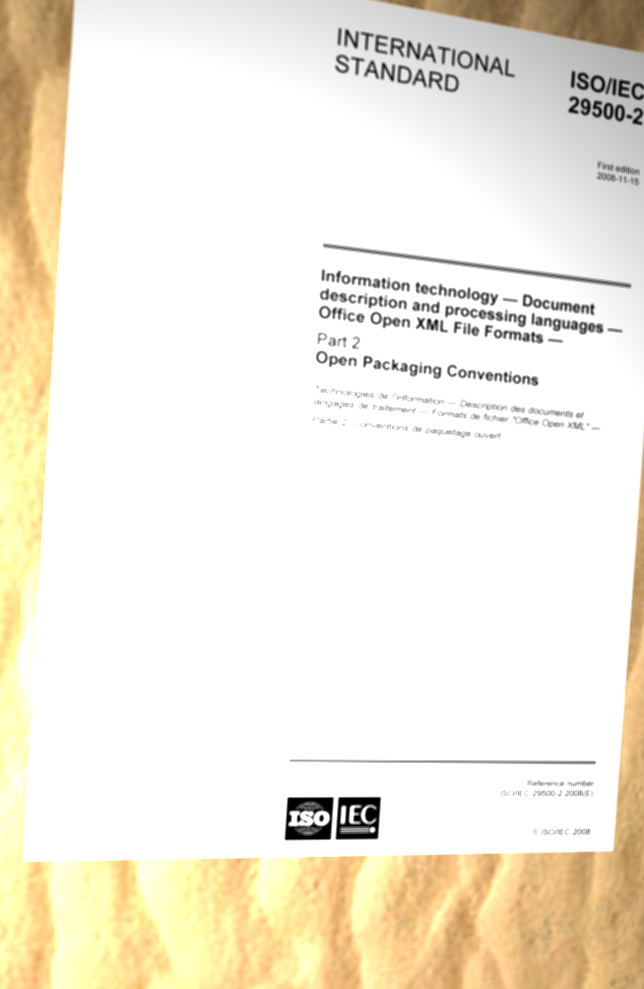 INTERNATIONAL
STANDARD
ISO/IEC
29500-2
First edition
2008-11-15
Information technology — Document
description and processing languages —
Office Open XML File Formats —
Part 2
Open Packaging Conventions
Technologies de l'information — Description des documents et
langages de traitement — Formats de fichier "Office Open XML" —
Partie 2: Conventions de paquetage ouvert
Reference number
ISO/IEC 29500-2:2008(E)
ISO
IEC
© ISO/IEC 2008